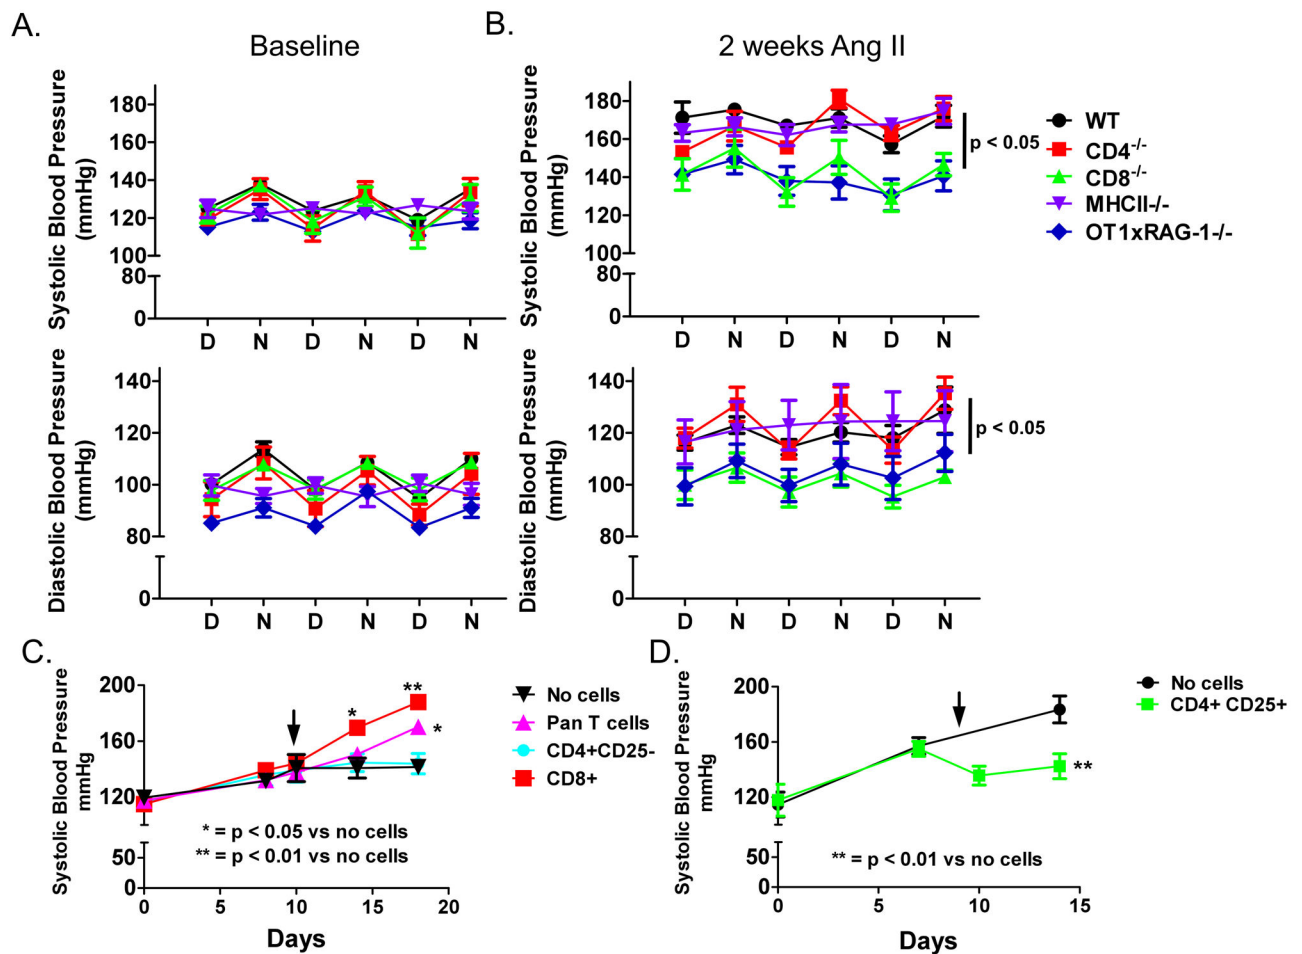 A.
Baseline
Systolic Blood Pressure
(mmHg)
180
160
140
120
100
80
0
D N D N D N
Diastolic Blood Pressure
(mmHg)
140
120
100
80
0
D N D N D N
B.
2 weeks Ang II
Systolic Blood Pressure
(mmHg)
180
160
140
120
100
80
0
D N D N D N
p < 0.05
WT
CD4-/-
CD8-/-
MHCII-/-
OT1xRAG-1-/-
Diastolic Blood Pressure
(mmHg)
140
120
100
80
0
D N D N D N
p < 0.05
C.
Systolic Blood Pressure
mmHg
200
160
120
50
0
0 5 10 15 20
Days
*
**
*
* = p < 0.05 vs no cells
** = p < 0.01 vs no cells
No cells
Pan T cells
CD4+CD25-
CD8+
D.
Systolic Blood Pressure
mmHg
200
160
120
50
0
0 5 10 15
Days
**
** = p < 0.01 vs no cells
No cells
CD4+ CD25+